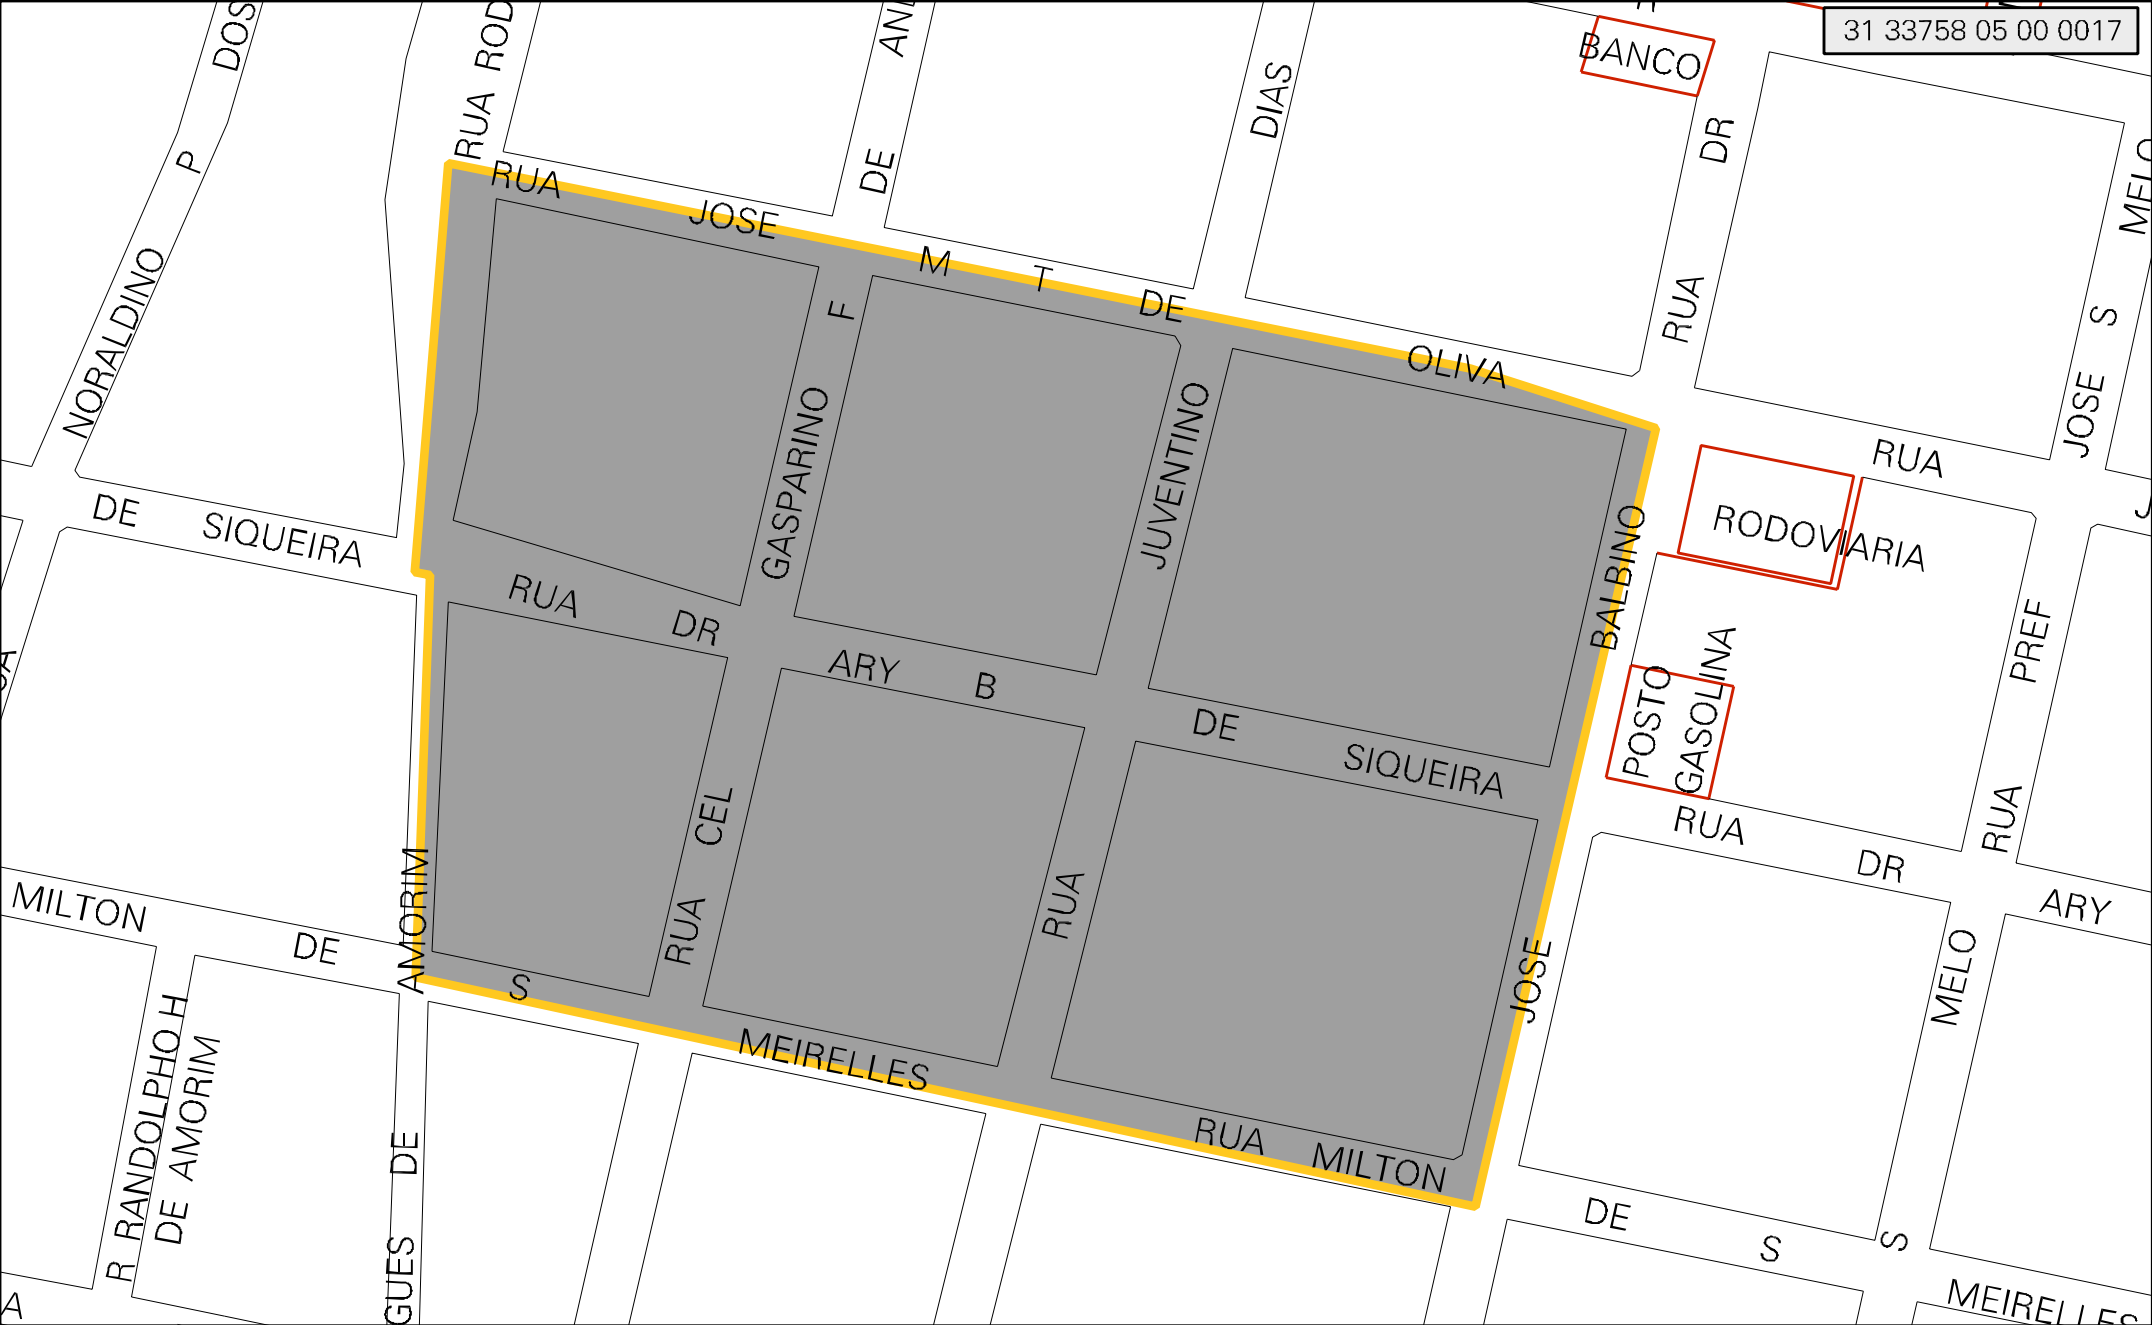 31 33758 05 00 0017
BANCO
DOS
P
NORALDINO
RUA ROD
DE
DIAS
RUA DR
JOSE S MELO
RUA JOSE M T DE OLIVA
RUA
RODOVIARIA
POSTO
GASOLINA
GASPARINO F
JUVENTINO
BALBINO
DE SIQUEIRA
RUA DR ARY B DE SIQUEIRA
RUA DR ARY
RUA PREF
RUA CEL
RUA
JOSE
MELO
S
AMORIM
MILTON DE S MEIRELLES
RUA MILTON DE S MEIRELLES
R RANDOLPHO H
DE AMORIM
GUES DE
A